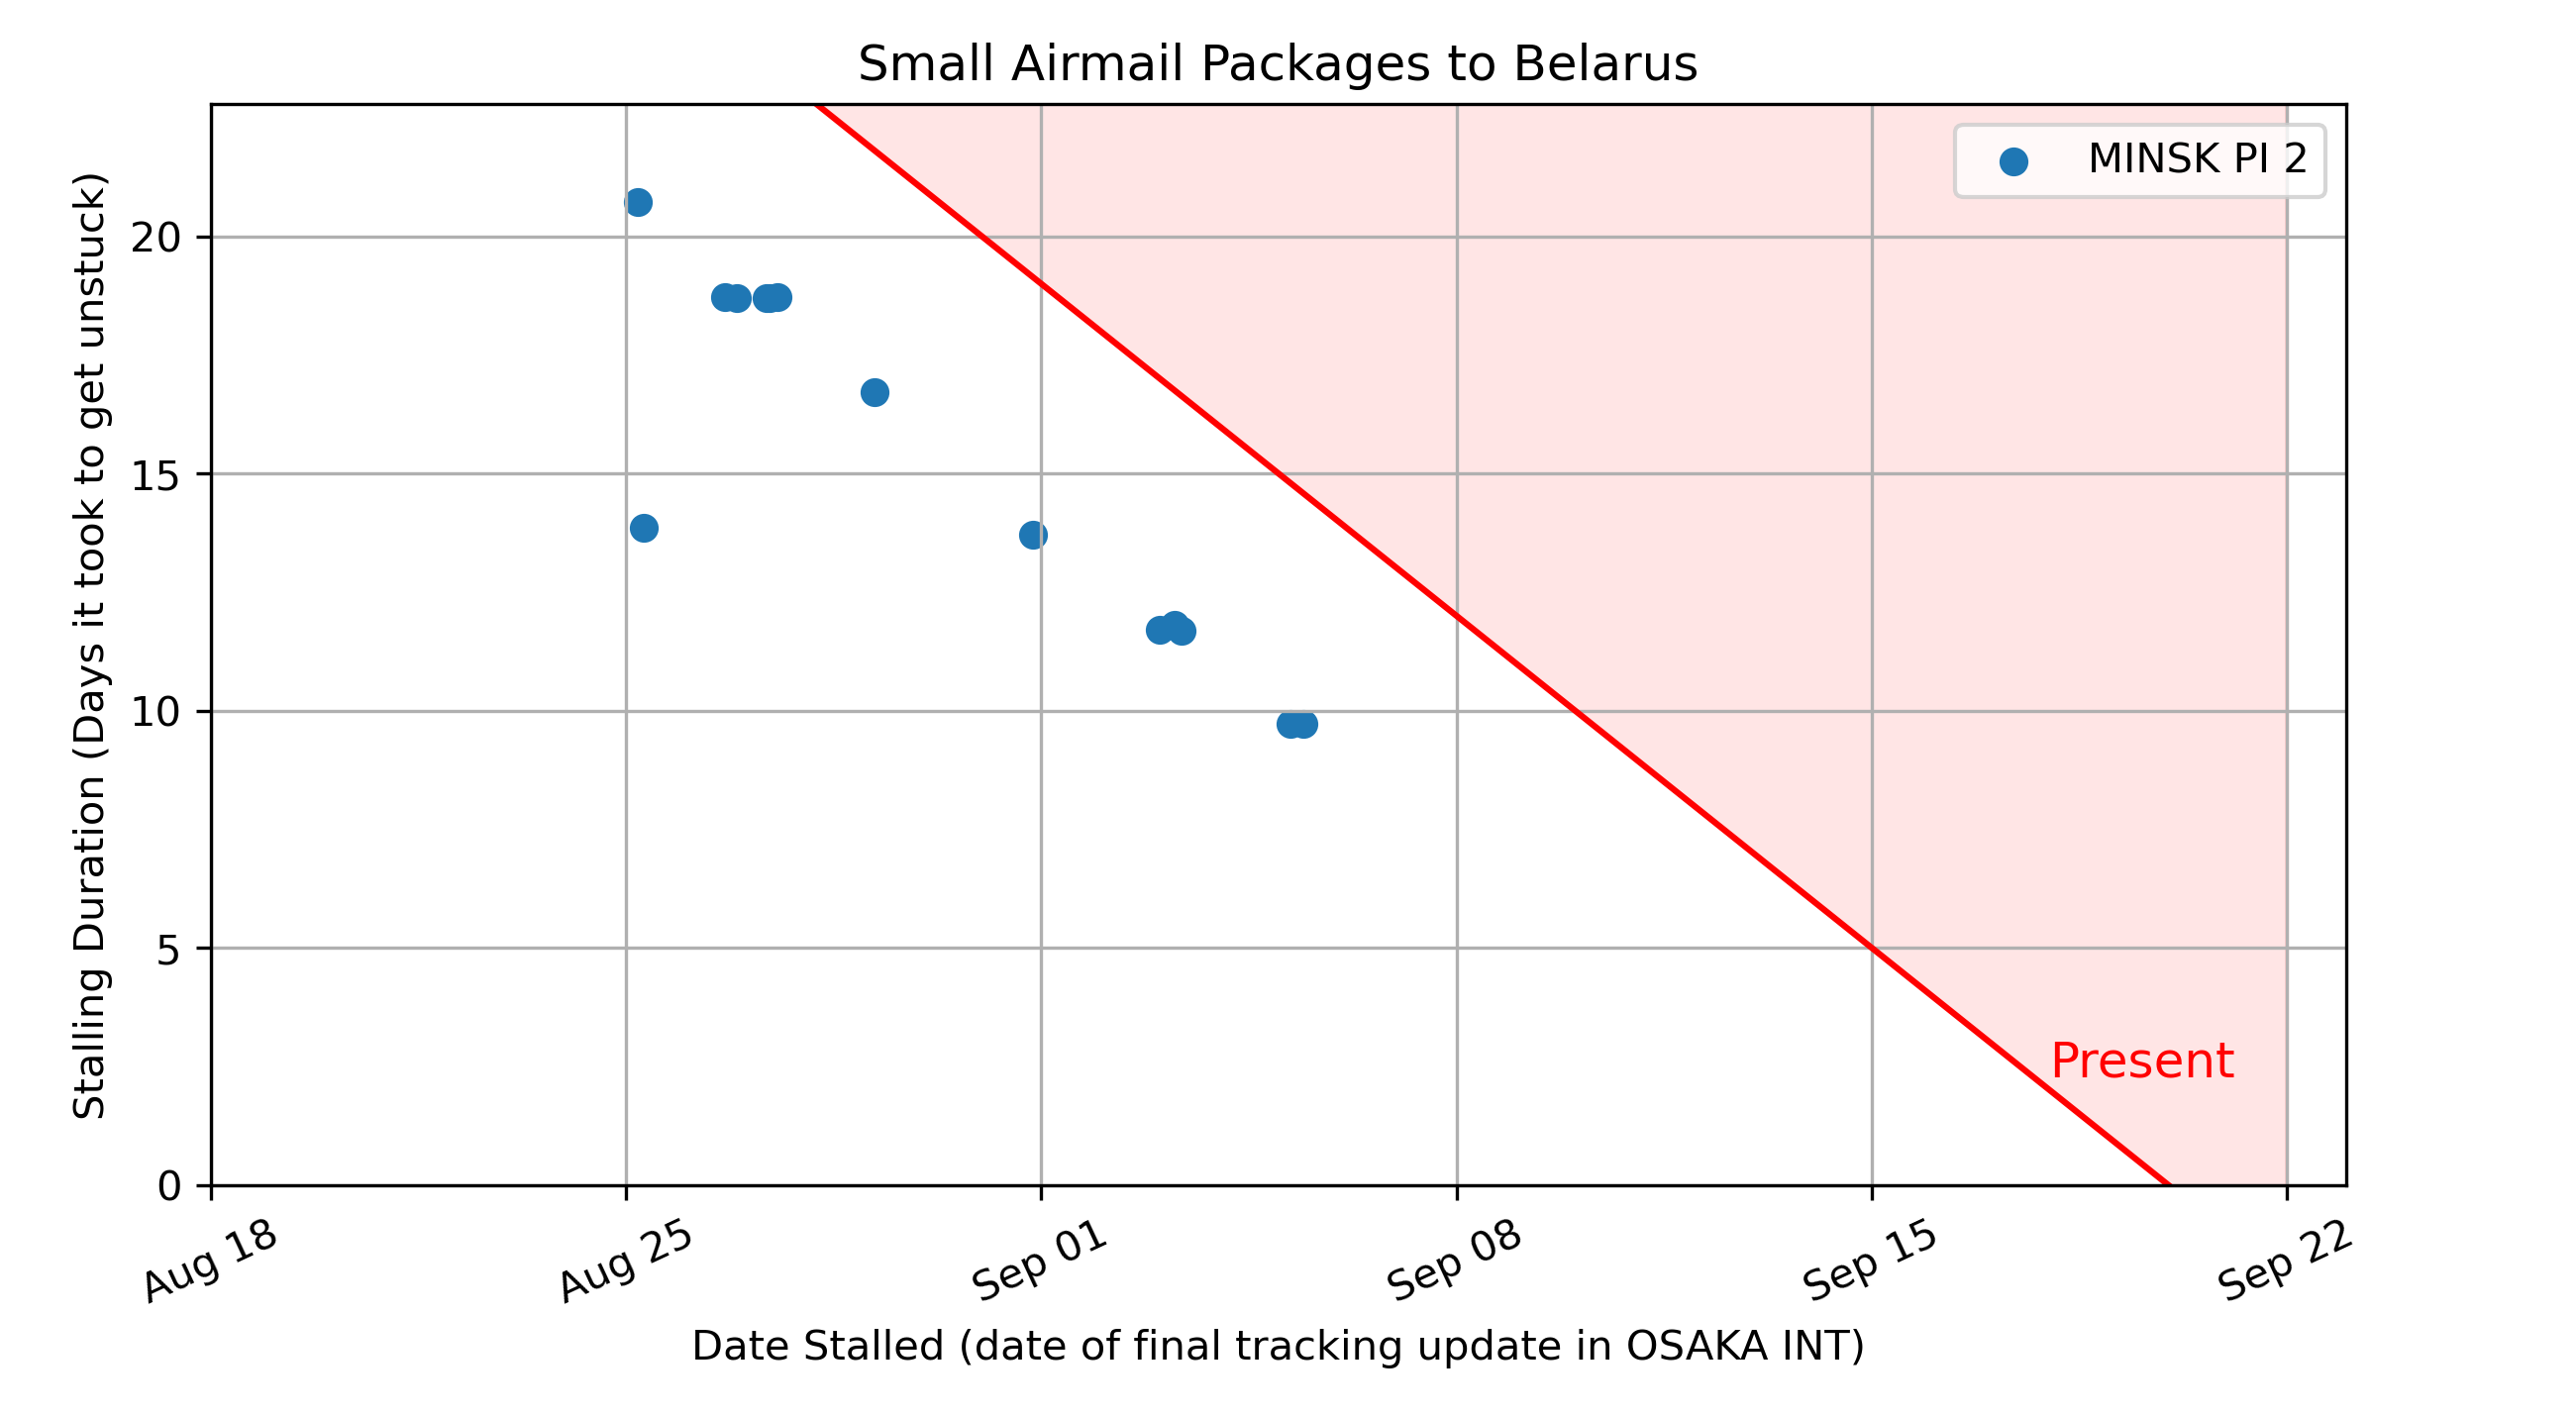 Small Airmail Packages to Belarus
MINSK PI 2
Stalling Duration (Days it took to get unstuck)
20
15
10
5
0
Present
Aug 18
Aug 25
Sep 01
Sep 08
Sep 15
Sep 22
Date Stalled (date of final tracking update in OSAKA INT)